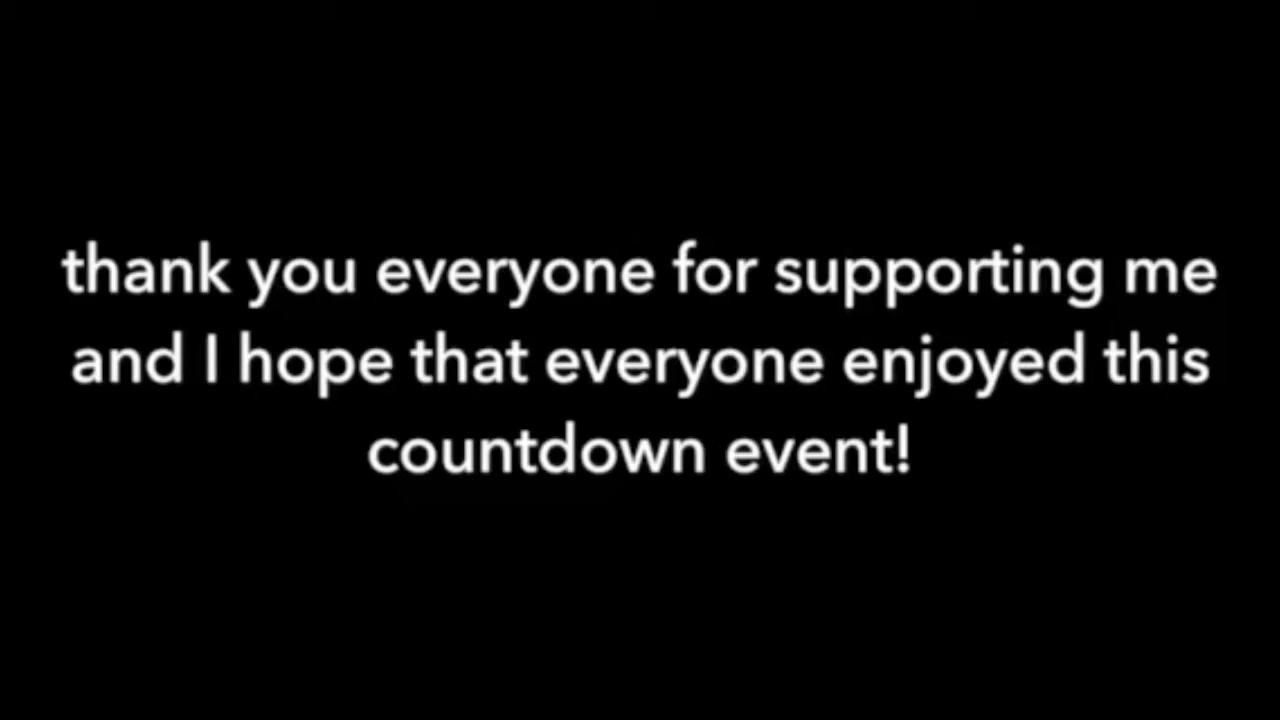 thank you everyone for supporting me
and I hope that everyone enjoyed this
countdown event!